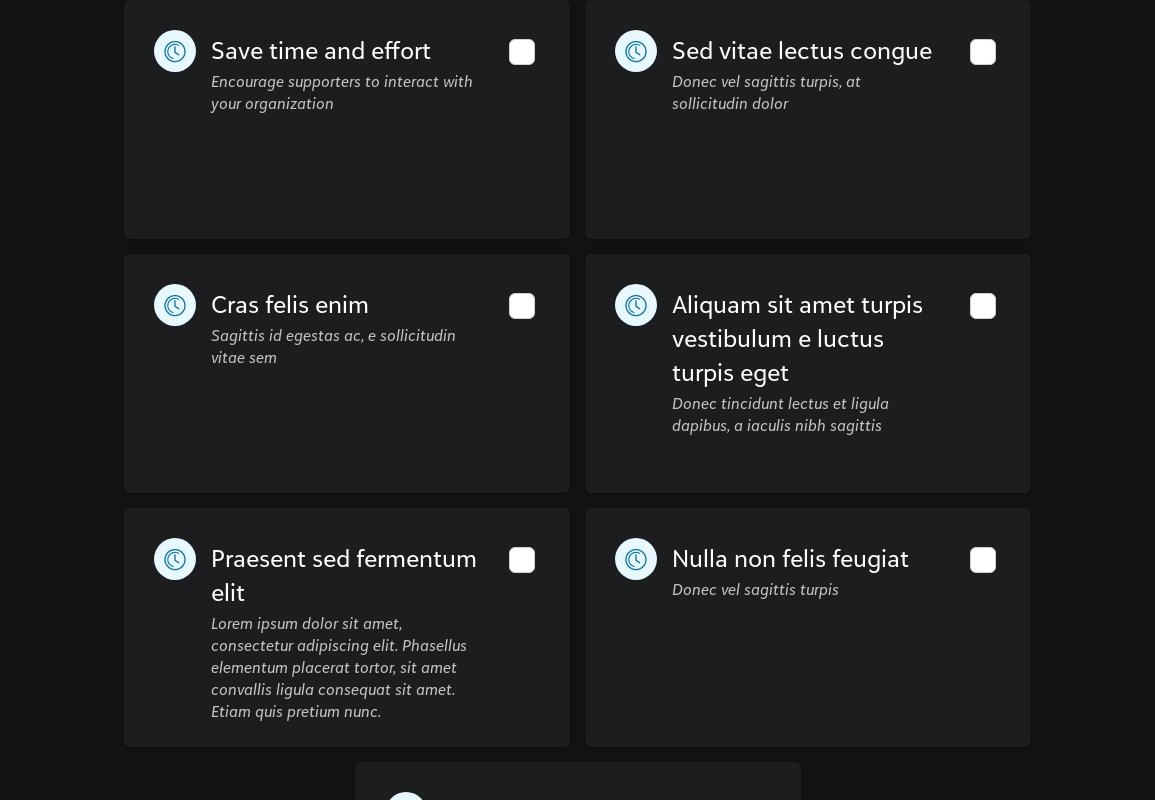 Save time and effort
Encourage supporters to interact with
your organization
Sed vitae lectus congue
Donec vel sagittis turpis, at
sollicitudin dolor
Cras felis enim
Sagittis id egestas ac, e sollicitudin
vitae sem
Aliquam sit amet turpis
vestibulum e luctus
turpis eget
Donec tincidunt lectus et ligula
dapibus, a iaculis nibh sagittis
Praesent sed fermentum
elit
Lorem ipsum dolor sit amet,
consectetur adipiscing elit. Phasellus
elementum placerat tortor, sit amet
convallis ligula consequat sit amet.
Etiam quis pretium nunc.
Nulla non felis feugiat
Donec vel sagittis turpis